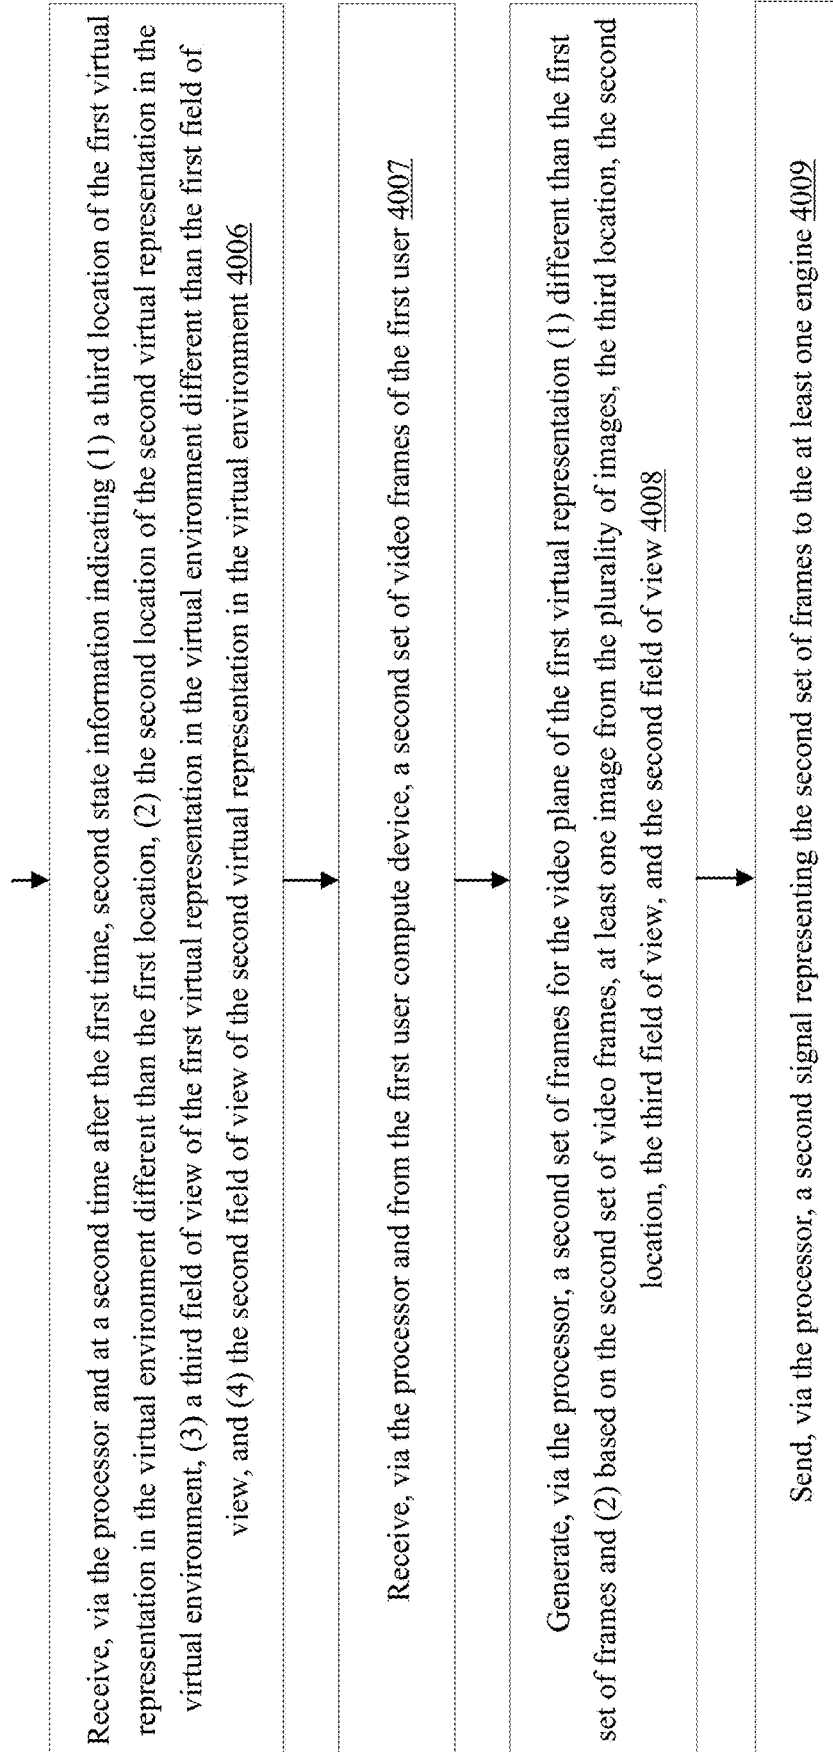 Receive, via the processor and at a second time after the first time, second state information indicating (1) a third location of the first virtual
representation in the virtual environment different than the first location, (2) the second location of the second virtual representation in the
virtual environment, (3) a third field of view of the first virtual representation in the virtual environment different than the first field of
view, and (4) the second field of view of the second virtual representation in the virtual environment 4006
Receive, via the processor and from the first user compute device, a second set of video frames of the first user 4007
Generate, via the processor, a second set of frames for the video plane of the first virtual representation (1) different than the first
set of frames and (2) based on the second set of video frames, at least one image from the plurality of images, the third location, the second
location, the third field of view, and the second field of view 4008
Send, via the processor, a second signal representing the second set of frames to the at least one engine 4009